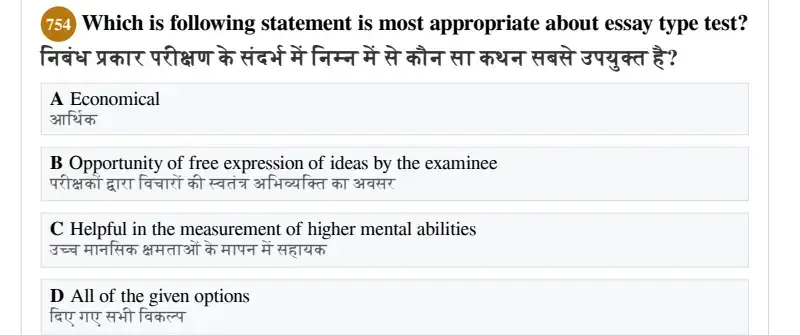 754 Which is following statement is most appropriate about essay type test?
निबंध प्रकार परीक्षण के संदर्भ में निम्न में से कौन सा कथन सबसे उपयुक्त है?
A Economical
आर्थिक
B Opportunity of free expression of ideas by the examinee
परीक्षकों द्वारा विचारों की स्वतंत्र अभिव्यक्ति का अवसर
C Helpful in the measurement of higher mental abilities
उच्च मानसिक क्षमताओं के मापन में सहायक
D All of the given options
दिए गए सभी विकल्प